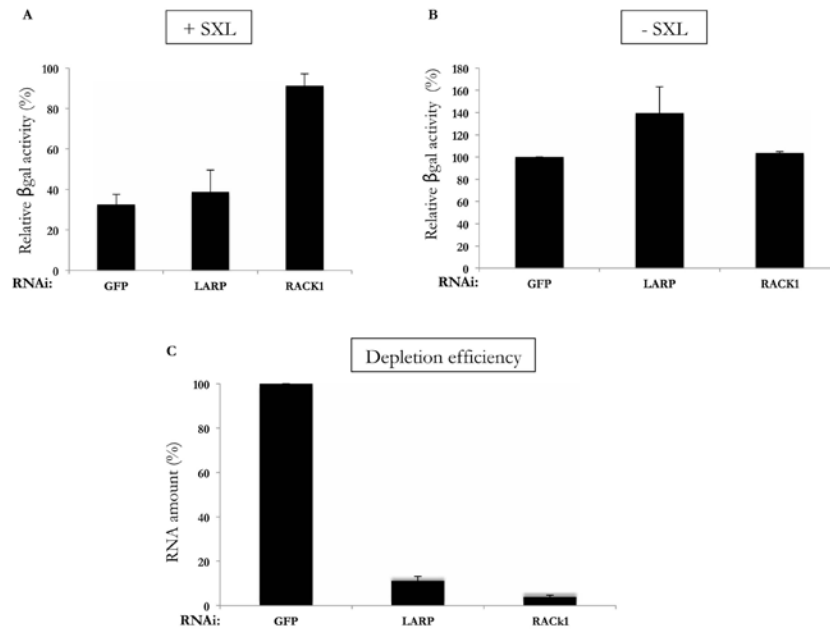 A
+ SXL
Relative βgal activity (%)
100
80
60
40
20
0
RNAi:
GFP LARP RACK1
B
- SXL
Relative βgal activity (%)
180
160
140
120
100
80
60
40
20
0
RNAi:
GFP LARP RACK1
C
Depletion efficiency
RNA amount (%)
100
80
60
40
20
0
RNAi:
GFP LARP RACk1